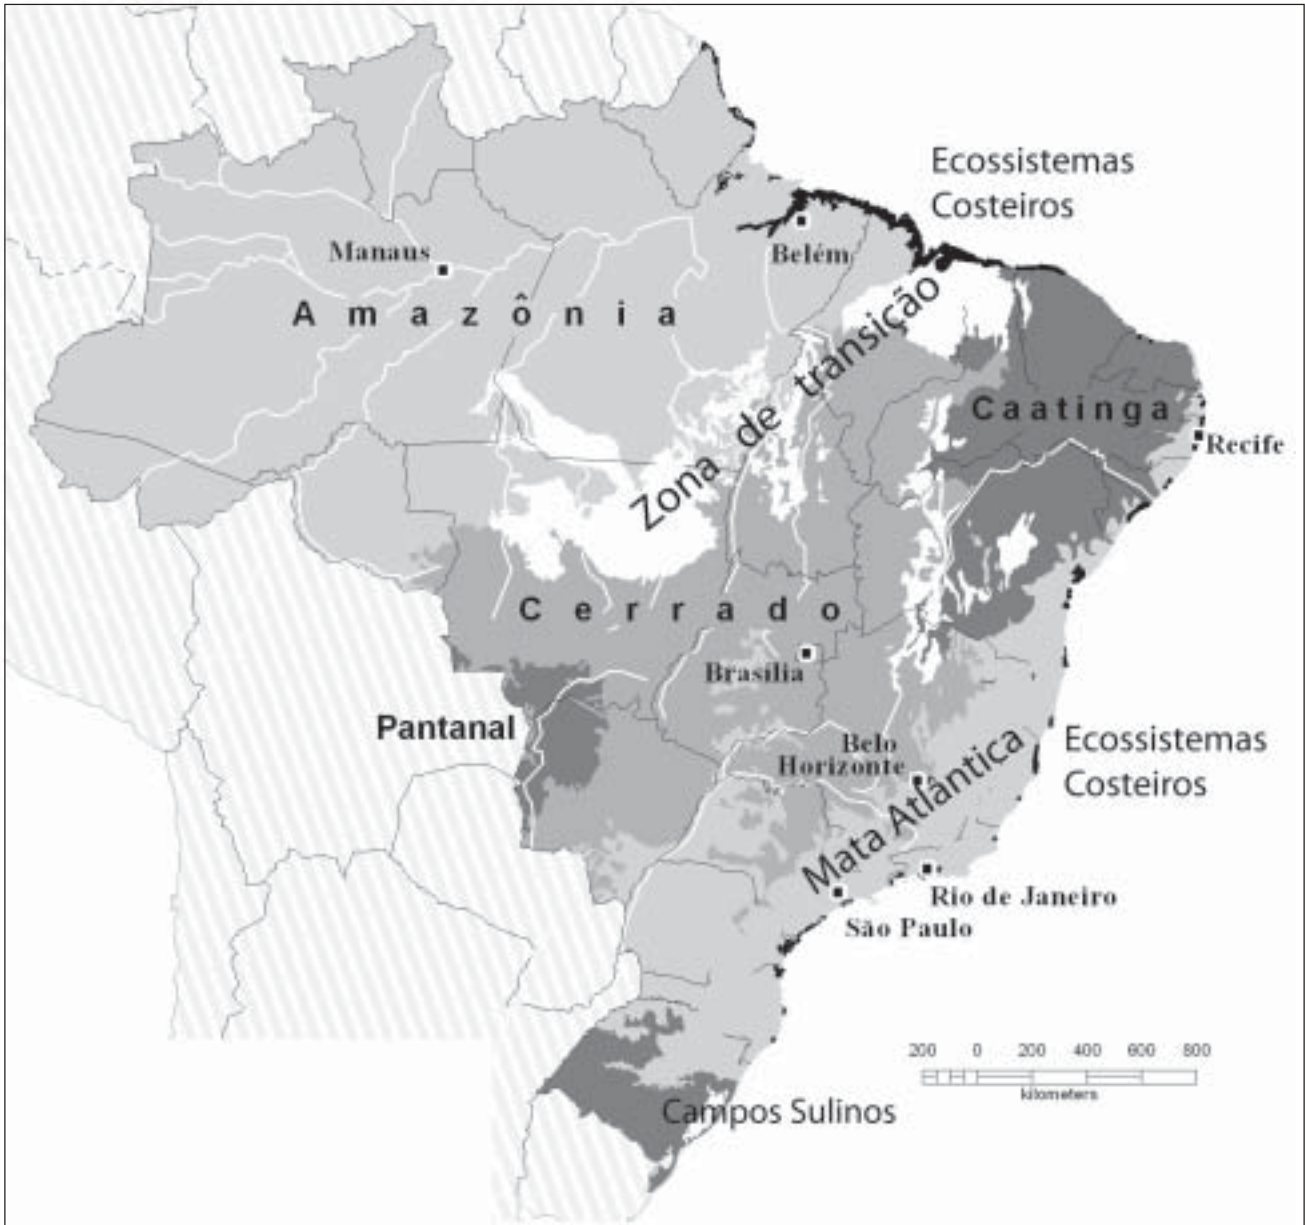 Ecossistemas
Costeiros
Manaus
Belém
Amazônia
Zona de transição
Caatinga
Recife
Cerrado
Brasília
Pantanal
Belo
Horizonte
Ecossistemas
Costeiros
Mata Atlântica
Rio de Janeiro
São Paulo
200 0 200 400 600 800
kilometers
Campos Sulinos